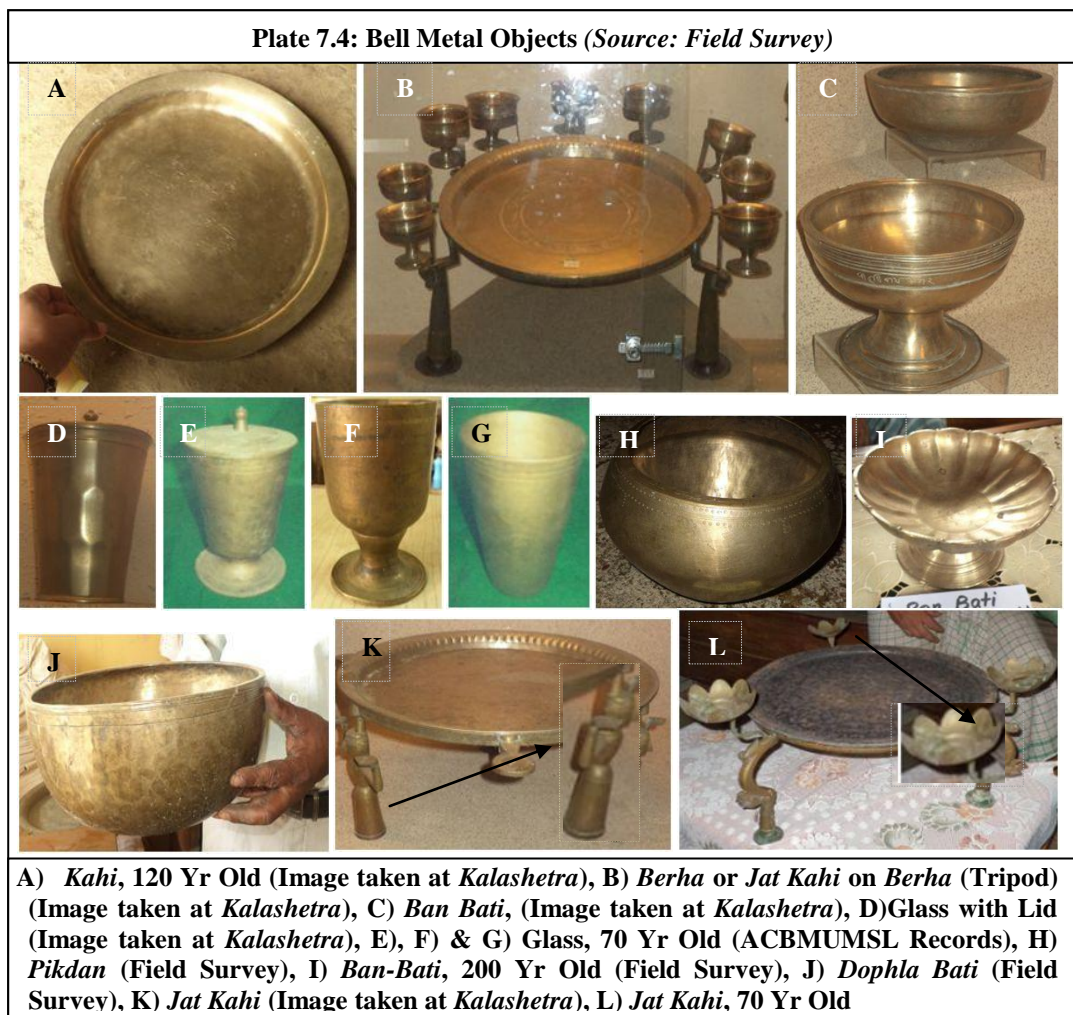 Plate 7.4: Bell Metal Objects (Source: Field Survey)
A
B
C
D
E
F
G
H
I
Ban Bati
J
K
L
A) Kahi, 120 Yr Old (Image taken at Kalashetra), B) Berha or Jat Kahi on Berha (Tripod)
(Image taken at Kalashetra), C) Ban Bati, (Image taken at Kalashetra), D)Glass with Lid
(Image taken at Kalashetra), E), F) & G) Glass, 70 Yr Old (ACBMUMSL Records), H)
Pikdan (Field Survey), I) Ban-Bati, 200 Yr Old (Field Survey), J) Dophla Bati (Field
Survey), K) Jat Kahi (Image taken at Kalashetra), L) Jat Kahi, 70 Yr Old